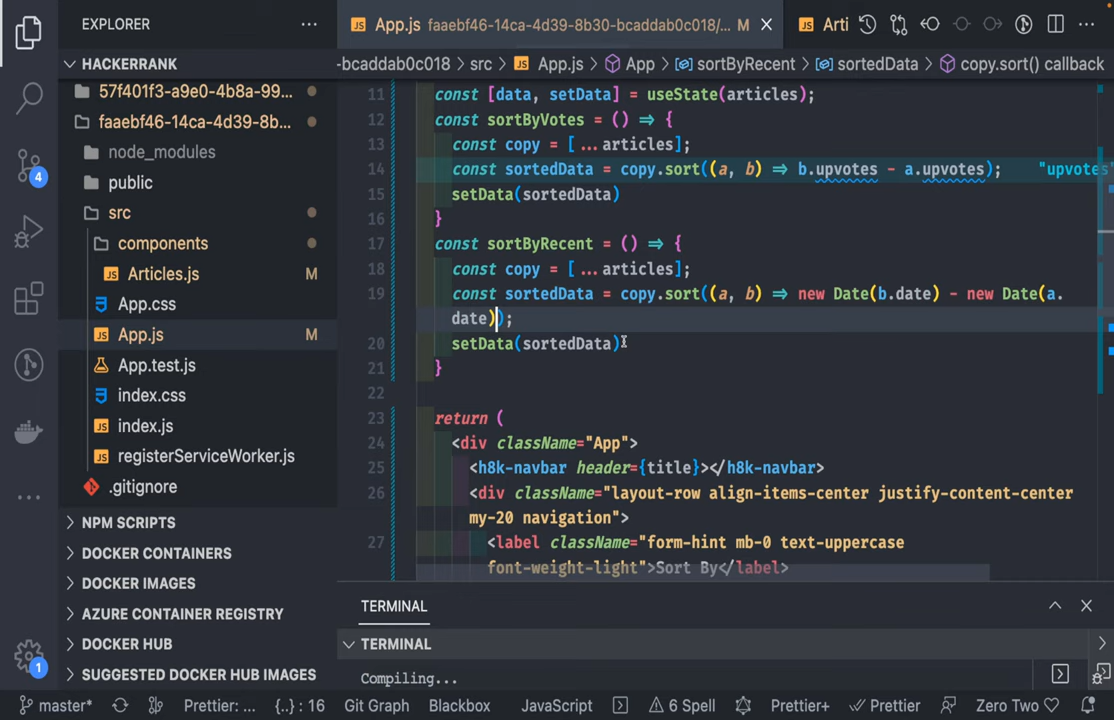 EXPLORER
HACKERRANK
57f401f3-a9e0-4b8a-99...
faaebf46-14ca-4d39-8b...
node_modules
public
src
components
Articles.js M
App.css
App.js M
App.test.js
index.css
index.js
registerServiceWorker.js
.gitignore
NPM SCRIPTS
DOCKER CONTAINERS
DOCKER IMAGES
AZURE CONTAINER REGISTRY
DOCKER HUB
SUGGESTED DOCKER HUB IMAGES
4
1
JS App.js faaebf46-14ca-4d39-8b30-bcaddab0c018/... M
JS Arti
-bcaddab0c018 > src > JS App.js > App > sortByRecent > sortedData > copy.sort() callback
11 const [data, setData] = useState(articles);
12 const sortByVotes = () => {
13 const copy = [ ...articles];
14 const sortedData = copy.sort((a, b) => b.upvotes - a.upvotes); "upvotes"
15 setData(sortedData)
16 }
17 const sortByRecent = () => {
18 const copy = [ ...articles];
19 const sortedData = copy.sort((a, b) => new Date(b.date) - new Date(a.
date));
20 setData(sortedData)
21 }
22
23 return (
24 <div className="App">
25 <h8k-navbar header={title}></h8k-navbar>
26 <div className="layout-row align-items-center justify-content-center
my-20 navigation">
27 <label className="form-hint mb-0 text-uppercase
font-weight-light">Sort By</label>
TERMINAL
TERMINAL
Compiling...
master* Prettier: ... {..} : 16 Git Graph Blackbox JavaScript 6 Spell Prettier+ Prettier Zero Two ♡